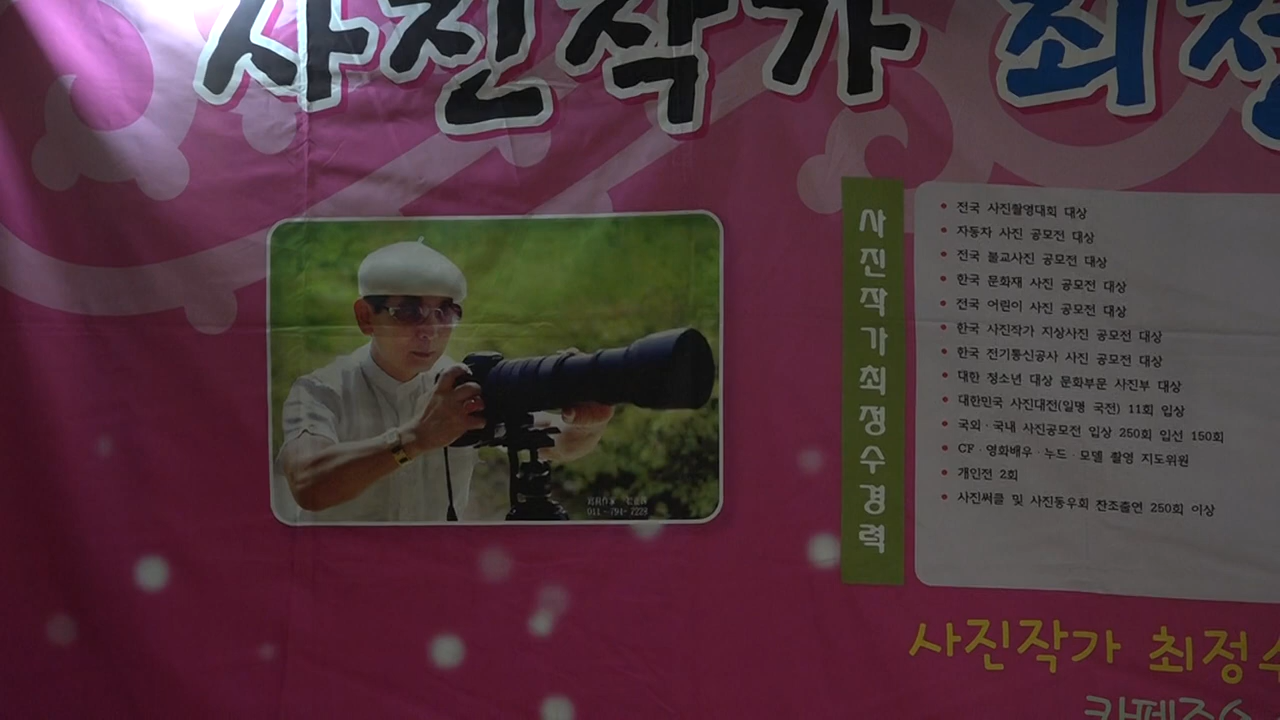 사진작가 최정
사진작가최정수경력
전국 사진촬영대회 대상
자동차 사진 공모전 대상
전국 불교사진 공모전 대상
한국 문화재 사진 공모전 대상
전국 어린이 사진 공모전 대상
한국 사진작가 지상사진 공모전 대상
한국 전기통신공사 사진 공모전 대상
대한 청소년 대상 문화부문 사진부 대상
대한민국 사진대전(일명 국전) 11회 입상
국외·국내 사진공모전 입상 250회 입선 150회
CF·영화배우·누드·모델 촬영 지도위원
개인전 2회
사진써클 및 사진동우회 찬조출연 250회 이상
사진작가 최정수